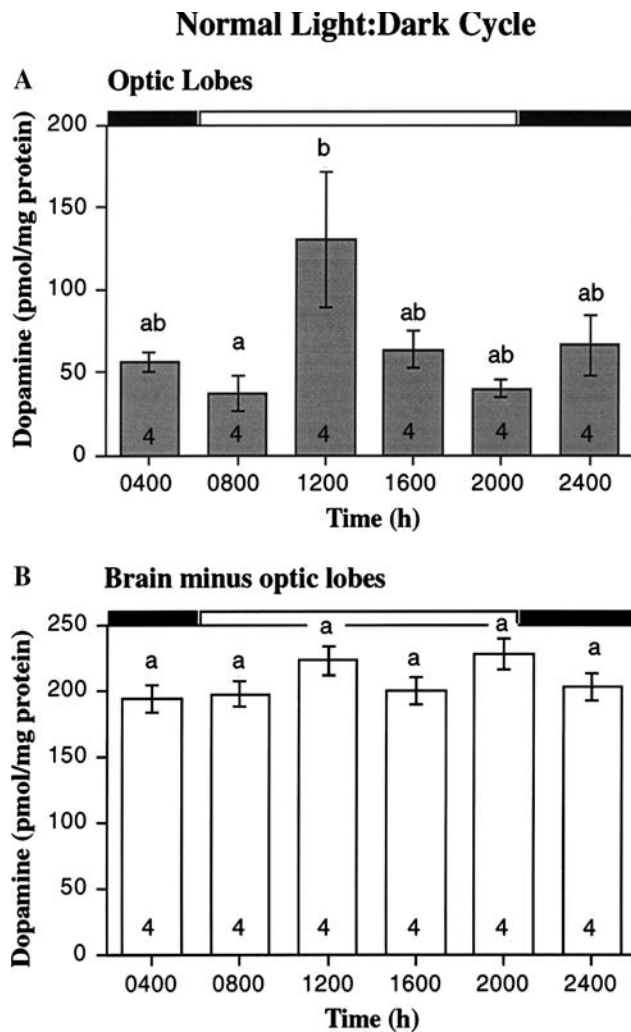 Normal Light:Dark Cycle
A Optic Lobes
200
b
150
Dopamine (pmol/mg protein)
100
ab a ab ab ab
50
4 4 4 4 4 4
0
0400 0800 1200 1600 2000 2400
Time (h)
B Brain minus optic lobes
250
a a a a a a
200
Dopamine (pmol/mg protein)
150
100
50
4 4 4 4 4 4
0
0400 0800 1200 1600 2000 2400
Time (h)